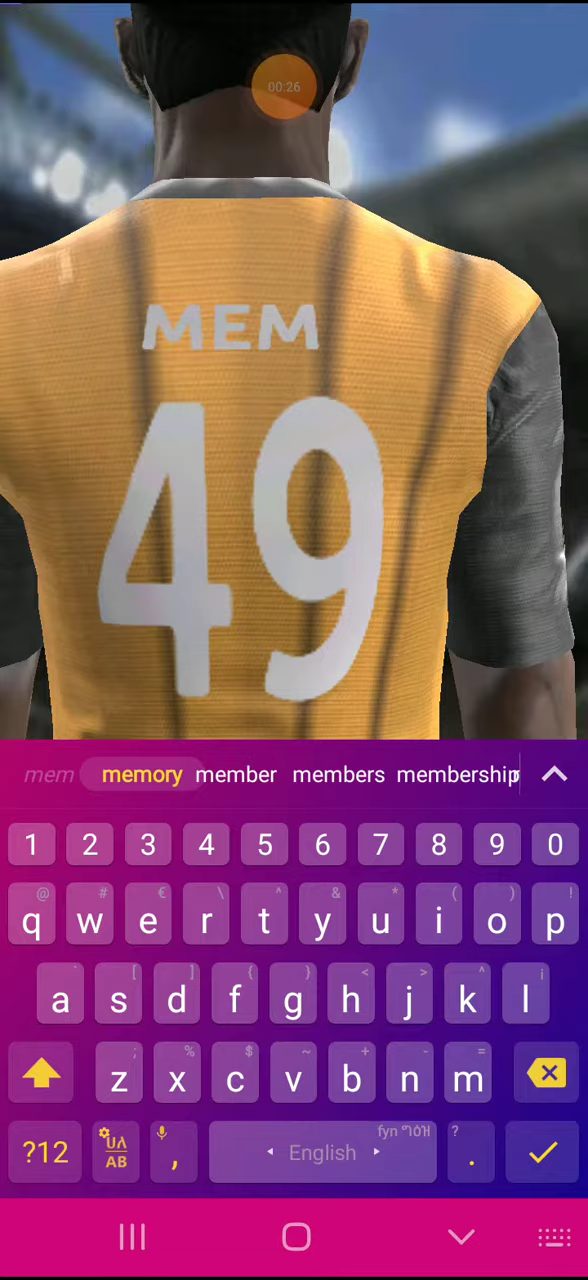 00:26
MEM
49
mem memory member members membership
1 2 3 4 5 6 7 8 9 0
@ # € \ ^ & * ( ) !
q w e r t y u i o p
[ ] { } < > ^ ¡
a s d f g h j k l
; % $ ~ + - =
z x c v b n m
?12 AB , English . ?